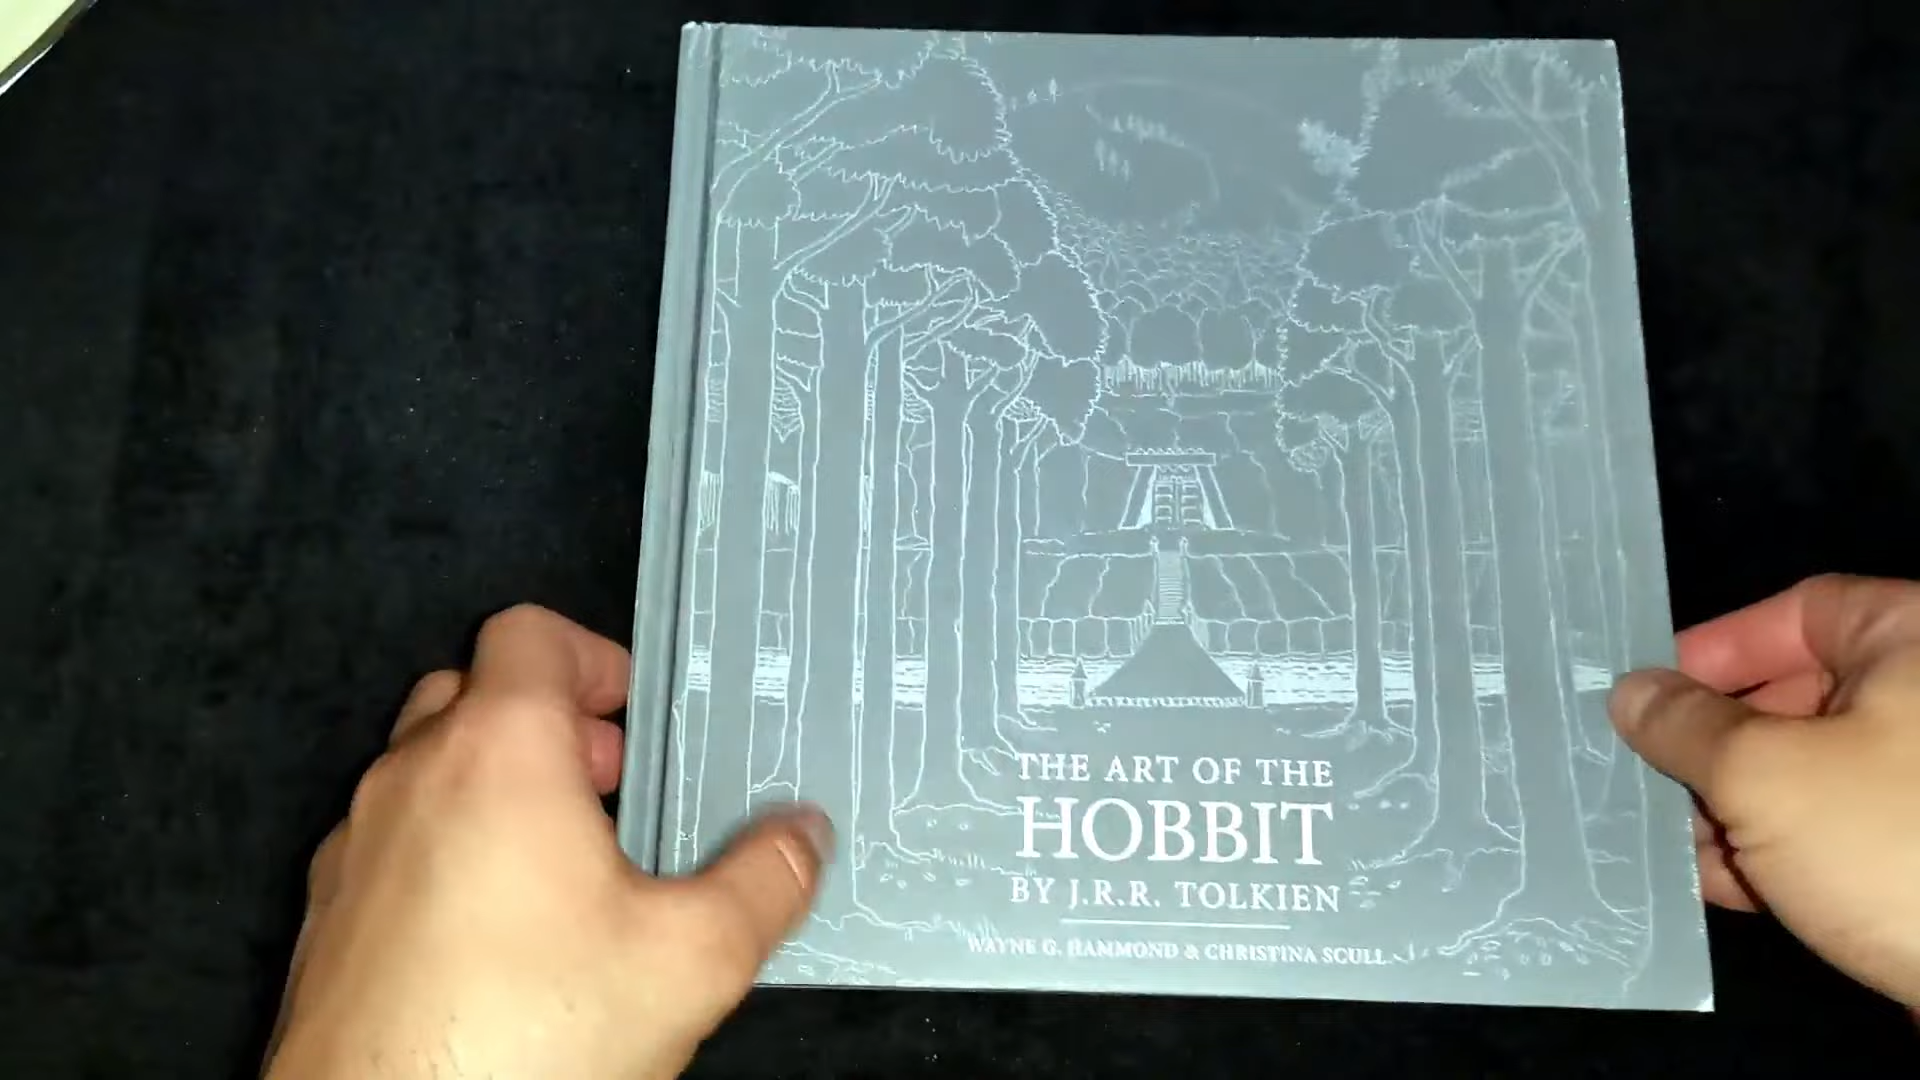 THE ART OF THE
HOBBIT
BY J.R.R. TOLKIEN
WAYNE G. HAMMOND & CHRISTINA SCULL